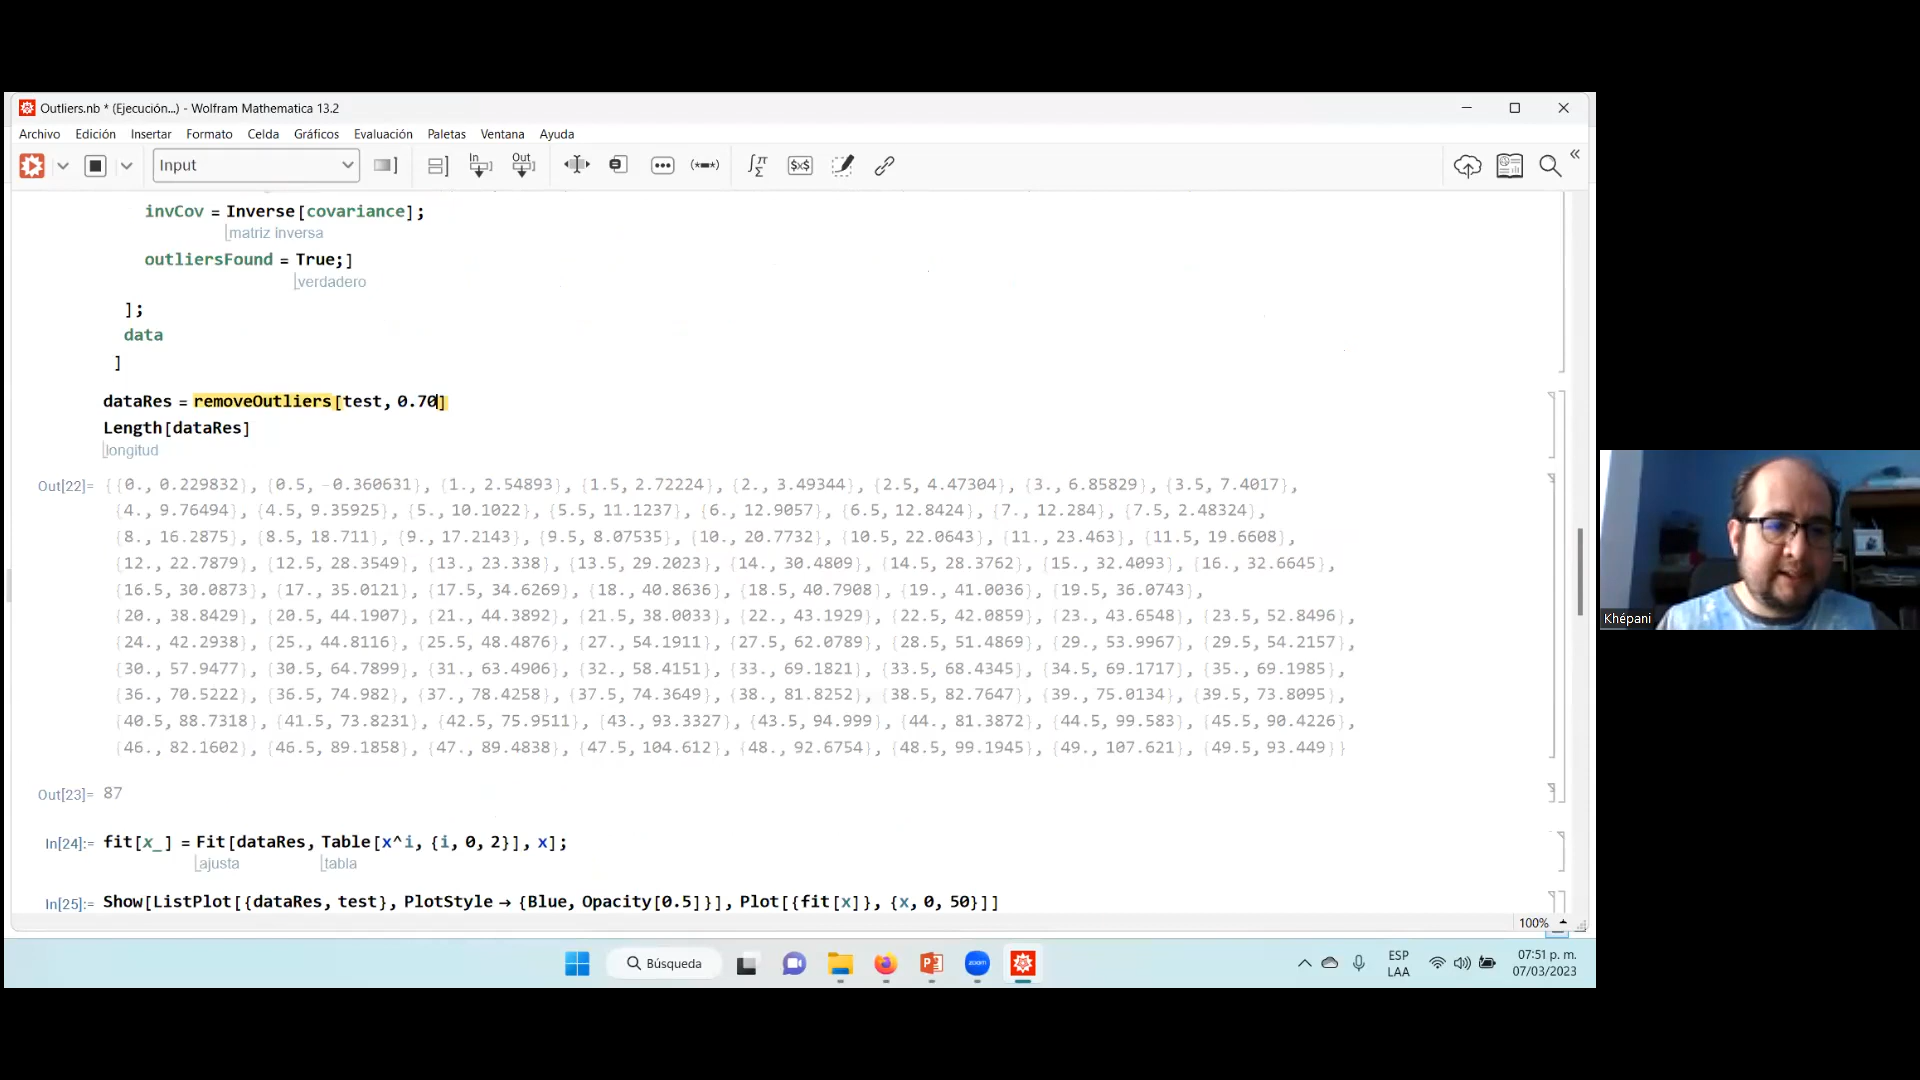 Outliers.nb * (Ejecución...) - Wolfram Mathematica 13.2
Archivo Edición Insertar Formato Celda Gráficos Evaluación Paletas Ventana Ayuda
Input
In Out
invCov = Inverse[covariance];
matriz inversa
outliersFound = True;]
verdadero
];
data
]
dataRes = removeOutliers[test, 0.70]
Length[dataRes]
longitud
Out[22]= {{0., 0.229832}, {0.5, -0.360631}, {1., 2.54893}, {1.5, 2.72224}, {2., 3.49344}, {2.5, 4.47304}, {3., 6.85829}, {3.5, 7.4017},
{4., 9.76494}, {4.5, 9.35925}, {5., 10.1022}, {5.5, 11.1237}, {6., 12.9057}, {6.5, 12.8424}, {7., 12.284}, {7.5, 2.48324},
{8., 16.2875}, {8.5, 18.711}, {9., 17.2143}, {9.5, 8.07535}, {10., 20.7732}, {10.5, 22.0643}, {11., 23.463}, {11.5, 19.6608},
{12., 22.7879}, {12.5, 28.3549}, {13., 23.338}, {13.5, 29.2023}, {14., 30.4809}, {14.5, 28.3762}, {15., 32.4093}, {16., 32.6645},
{16.5, 30.0873}, {17., 35.0121}, {17.5, 34.6269}, {18., 40.8636}, {18.5, 40.7908}, {19., 41.0036}, {19.5, 36.0743},
{20., 38.8429}, {20.5, 44.1907}, {21., 44.3892}, {21.5, 38.0033}, {22., 43.1929}, {22.5, 42.0859}, {23., 43.6548}, {23.5, 52.8496},
{24., 42.2938}, {25., 44.8116}, {25.5, 48.4876}, {27., 54.1911}, {27.5, 62.0789}, {28.5, 51.4869}, {29., 53.9967}, {29.5, 54.2157},
{30., 57.9477}, {30.5, 64.7899}, {31., 63.4906}, {32., 58.4151}, {33., 69.1821}, {33.5, 68.4345}, {34.5, 69.1717}, {35., 69.1985},
{36., 70.5222}, {36.5, 74.982}, {37., 78.4258}, {37.5, 74.3649}, {38., 81.8252}, {38.5, 82.7647}, {39., 75.0134}, {39.5, 73.8095},
{40.5, 88.7318}, {41.5, 73.8231}, {42.5, 75.9511}, {43., 93.3327}, {43.5, 94.999}, {44., 81.3872}, {44.5, 99.583}, {45.5, 90.4226},
{46., 82.1602}, {46.5, 89.1858}, {47., 89.4838}, {47.5, 104.612}, {48., 92.6754}, {48.5, 99.1945}, {49., 107.621}, {49.5, 93.449}}
Out[23]= 87
In[24]:= fit[x_] = Fit[dataRes, Table[x^i, {i, 0, 2}], x];
ajusta tabla
In[25]:= Show[ListPlot[{dataRes, test}, PlotStyle → {Blue, Opacity[0.5]}], Plot[{fit[x]}, {x, 0, 50}]]
100%
Búsqueda
zoom
ESP
LAA
07:51 p. m.
07/03/2023
Khépani